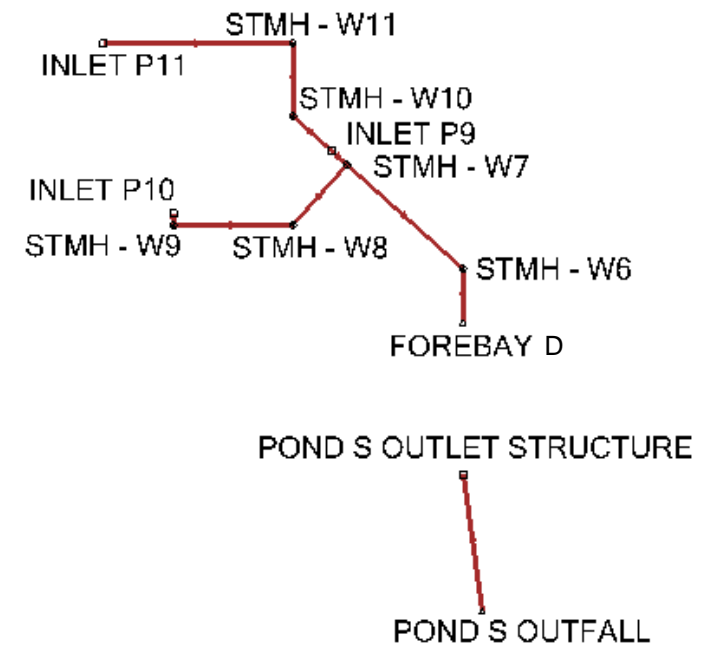 STMH - W11
INLET P11
STMH - W10
INLET P9
STMH - W7
INLET P10
STMH - W9
STMH - W8
STMH - W6
FOREBAY D
POND S OUTLET STRUCTURE
POND S OUTFALL